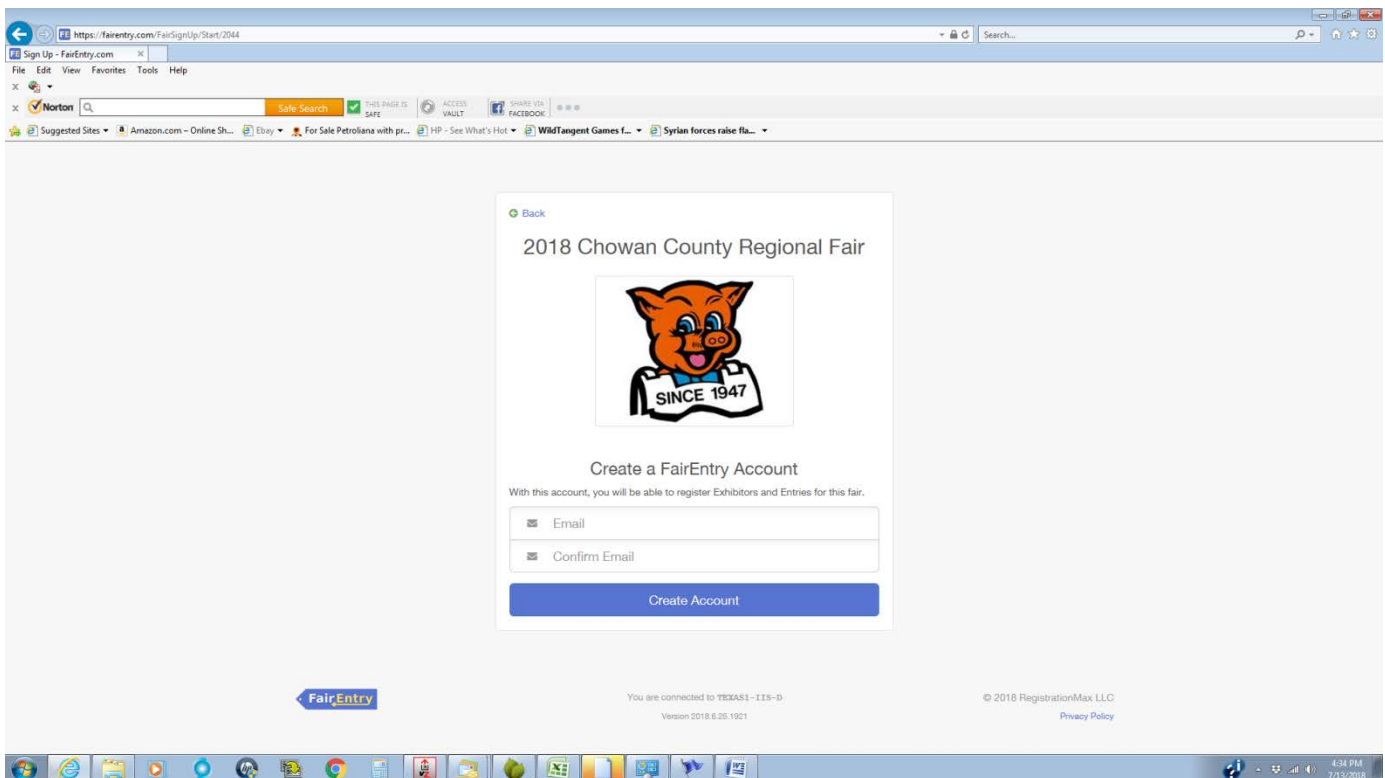 https://fairentry.com/FairSignUp/Start/2044
Search...
Sign Up - FairEntry.com
File Edit View Favorites Tools Help
Norton
Safe Search
THIS PAGE IS SAFE
ACCESS VAULT
SHARE VIA FACEBOOK
Suggested Sites Amazon.com – Online Sh... Ebay For Sale Petroliana with pr... HP - See What's Hot WildTangent Games f... Syrian forces raise fla...
Back
2018 Chowan County Regional Fair
SINCE 1947
Create a FairEntry Account
With this account, you will be able to register Exhibitors and Entries for this fair.
Email
Confirm Email
Create Account
FairEntry
You are connected to TEXAS1-IIS-D
Version 2018.6.25.1921
© 2018 RegistrationMax LLC
Privacy Policy
4:34 PM
7/13/2018